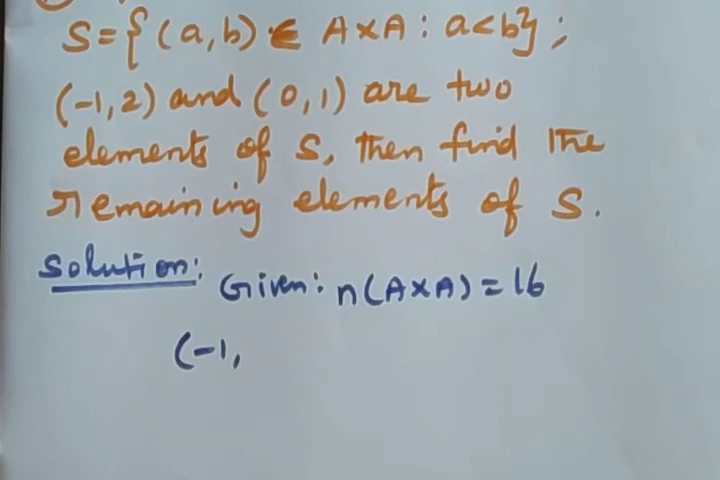 S={(a,b) ∈ A×A : a<b} ;
(-1,2) and (0,1) are two
elements of S, then find the
remaining elements of S.
Solution: Given: n(A×A)=16
(-1,